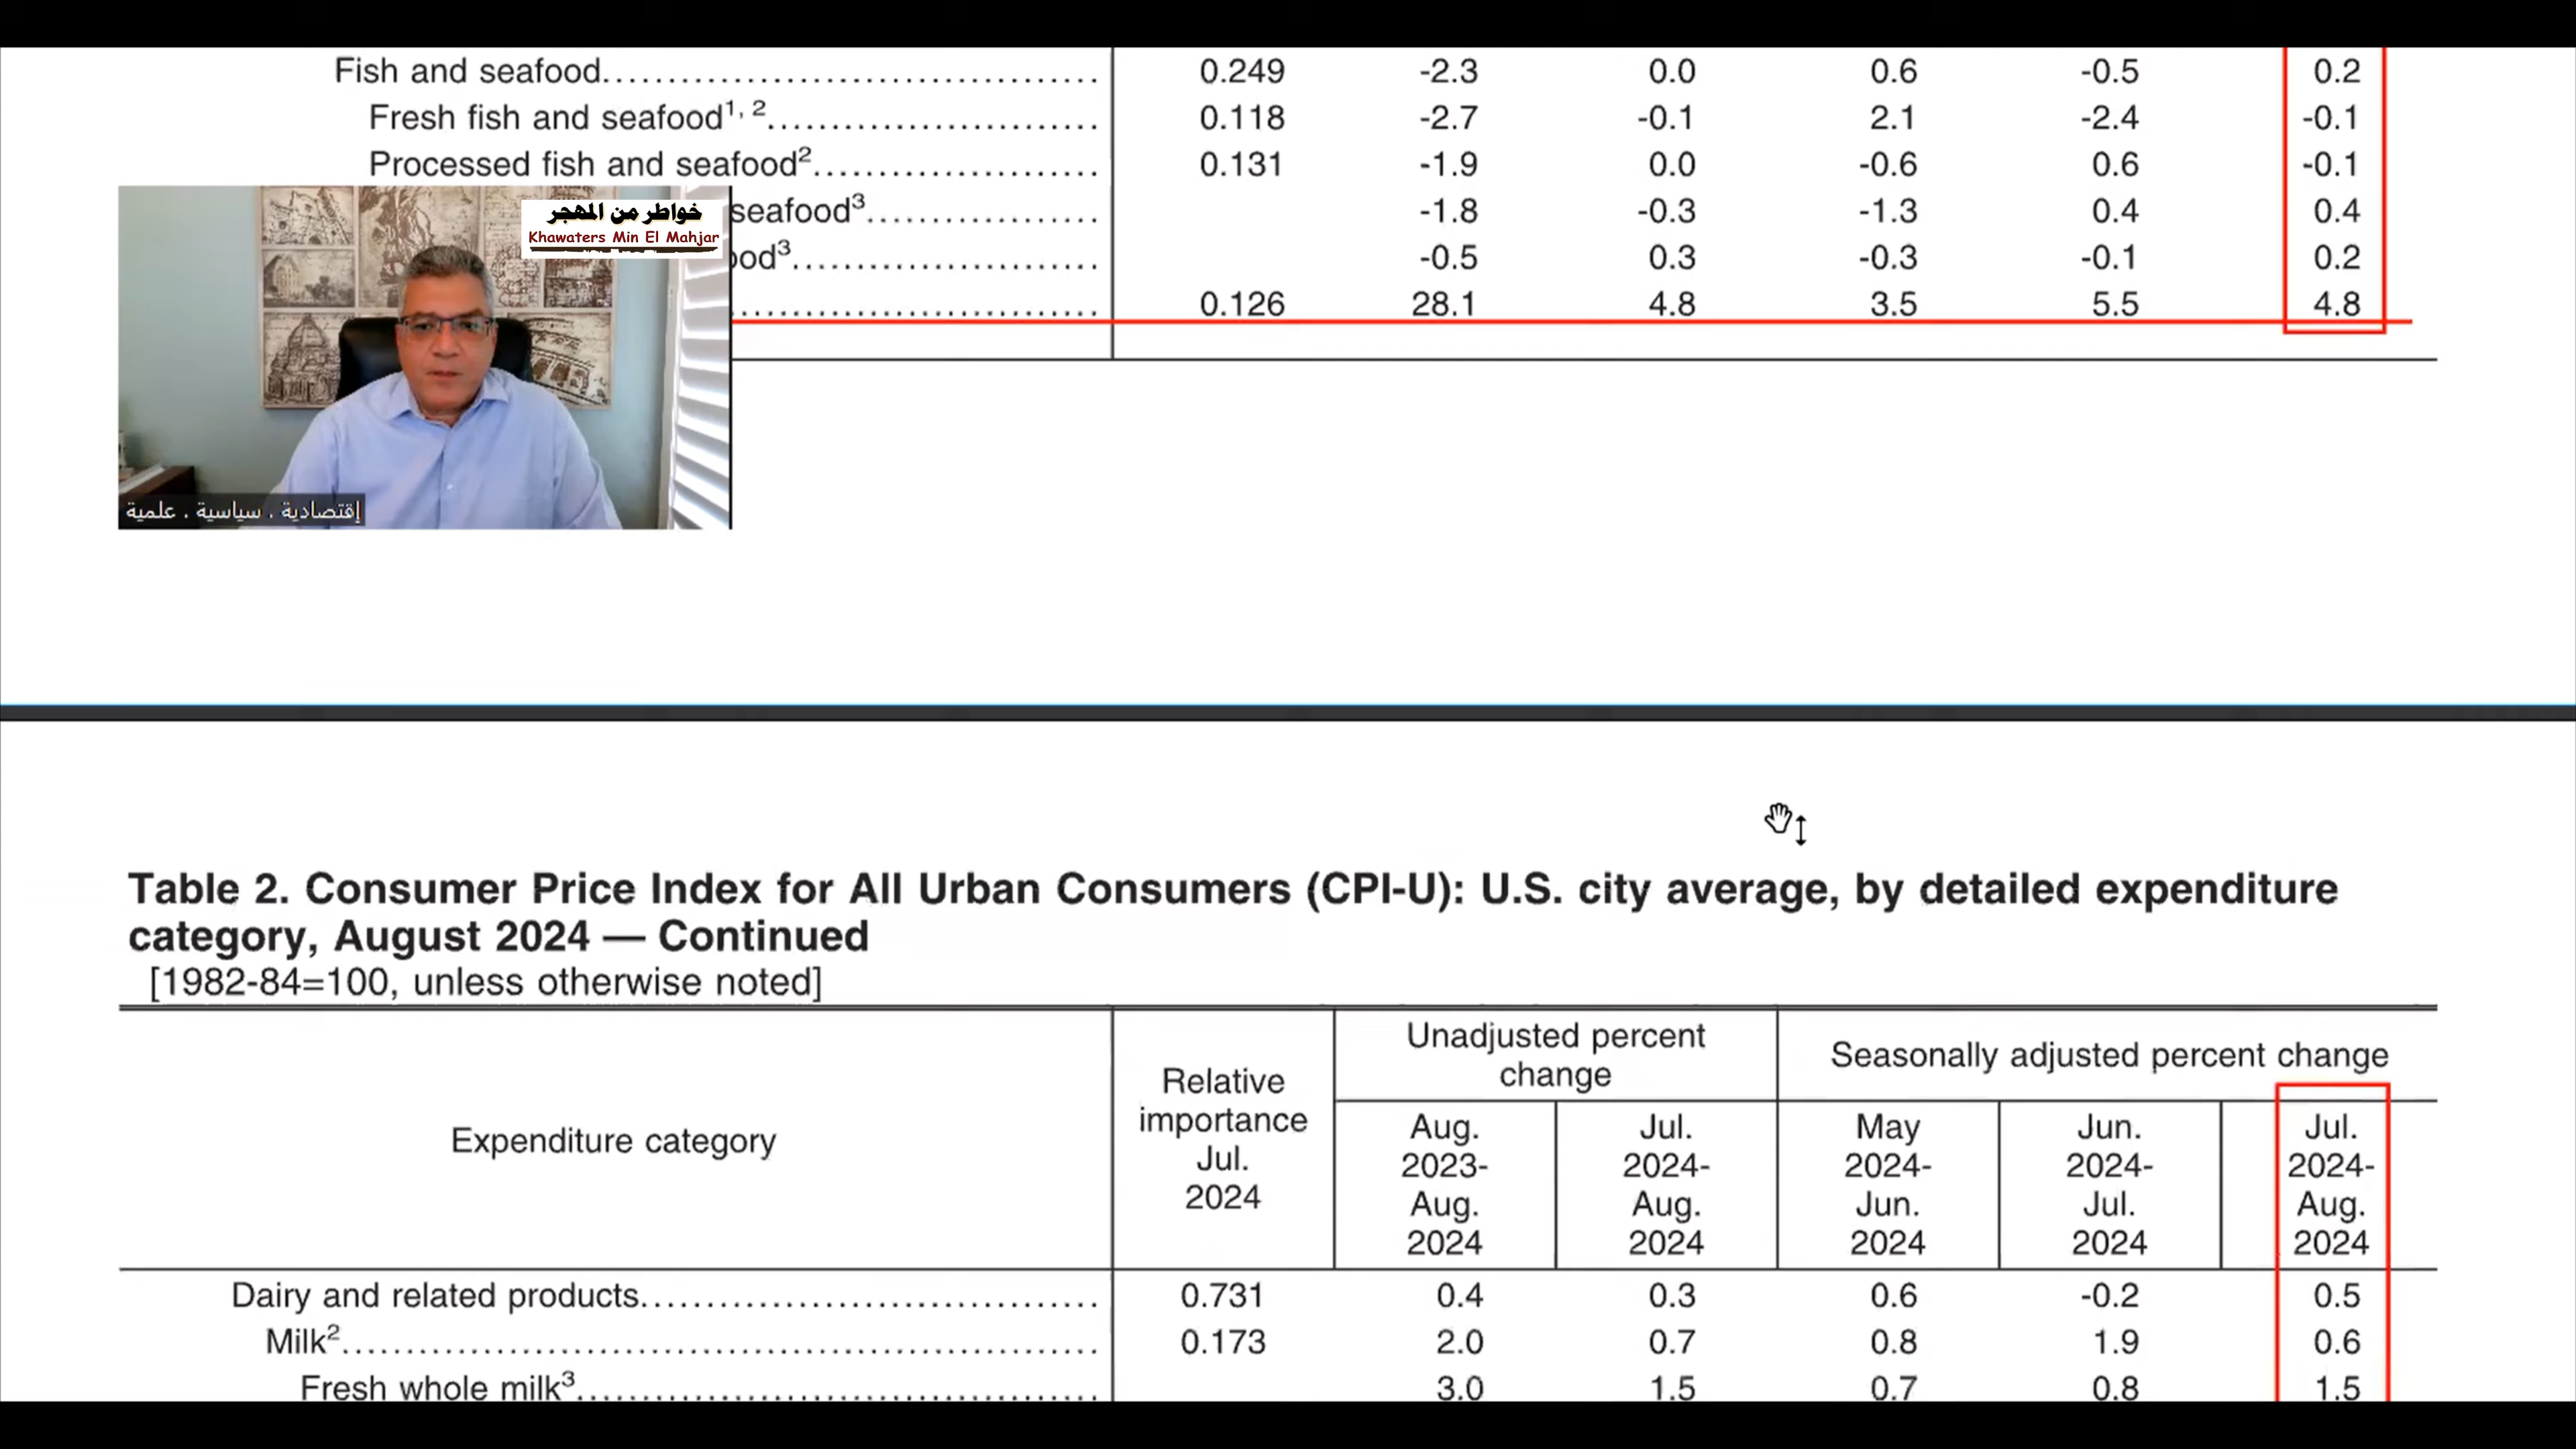 Fish and seafood 0.249 -2.3 0.0 0.6 -0.5 0.2
Fresh fish and seafood1, 2 0.118 -2.7 -0.1 2.1 -2.4 -0.1
Processed fish and seafood2 0.131 -1.9 0.0 -0.6 0.6 -0.1
seafood3 -1.8 -0.3 -1.3 0.4 0.4
ood3 -0.5 0.3 -0.3 -0.1 0.2
0.126 28.1 4.8 3.5 5.5 4.8
خواطر من المهجر
Khawaters Min El Mahjar
إقتصادية . سياسية . علمية
Table 2. Consumer Price Index for All Urban Consumers (CPI-U): U.S. city average, by detailed expenditure
category, August 2024 — Continued
[1982-84=100, unless otherwise noted]
Expenditure category
Relative
importance
Jul.
2024
Unadjusted percent
change
Seasonally adjusted percent change
Aug.
2023-
Aug.
2024
Jul.
2024-
Aug.
2024
May
2024-
Jun.
2024
Jun.
2024-
Jul.
2024
Jul.
2024-
Aug.
2024
Dairy and related products 0.731 0.4 0.3 0.6 -0.2 0.5
Milk2 0.173 2.0 0.7 0.8 1.9 0.6
Fresh whole milk3 3.0 1.5 0.7 0.8 1.5